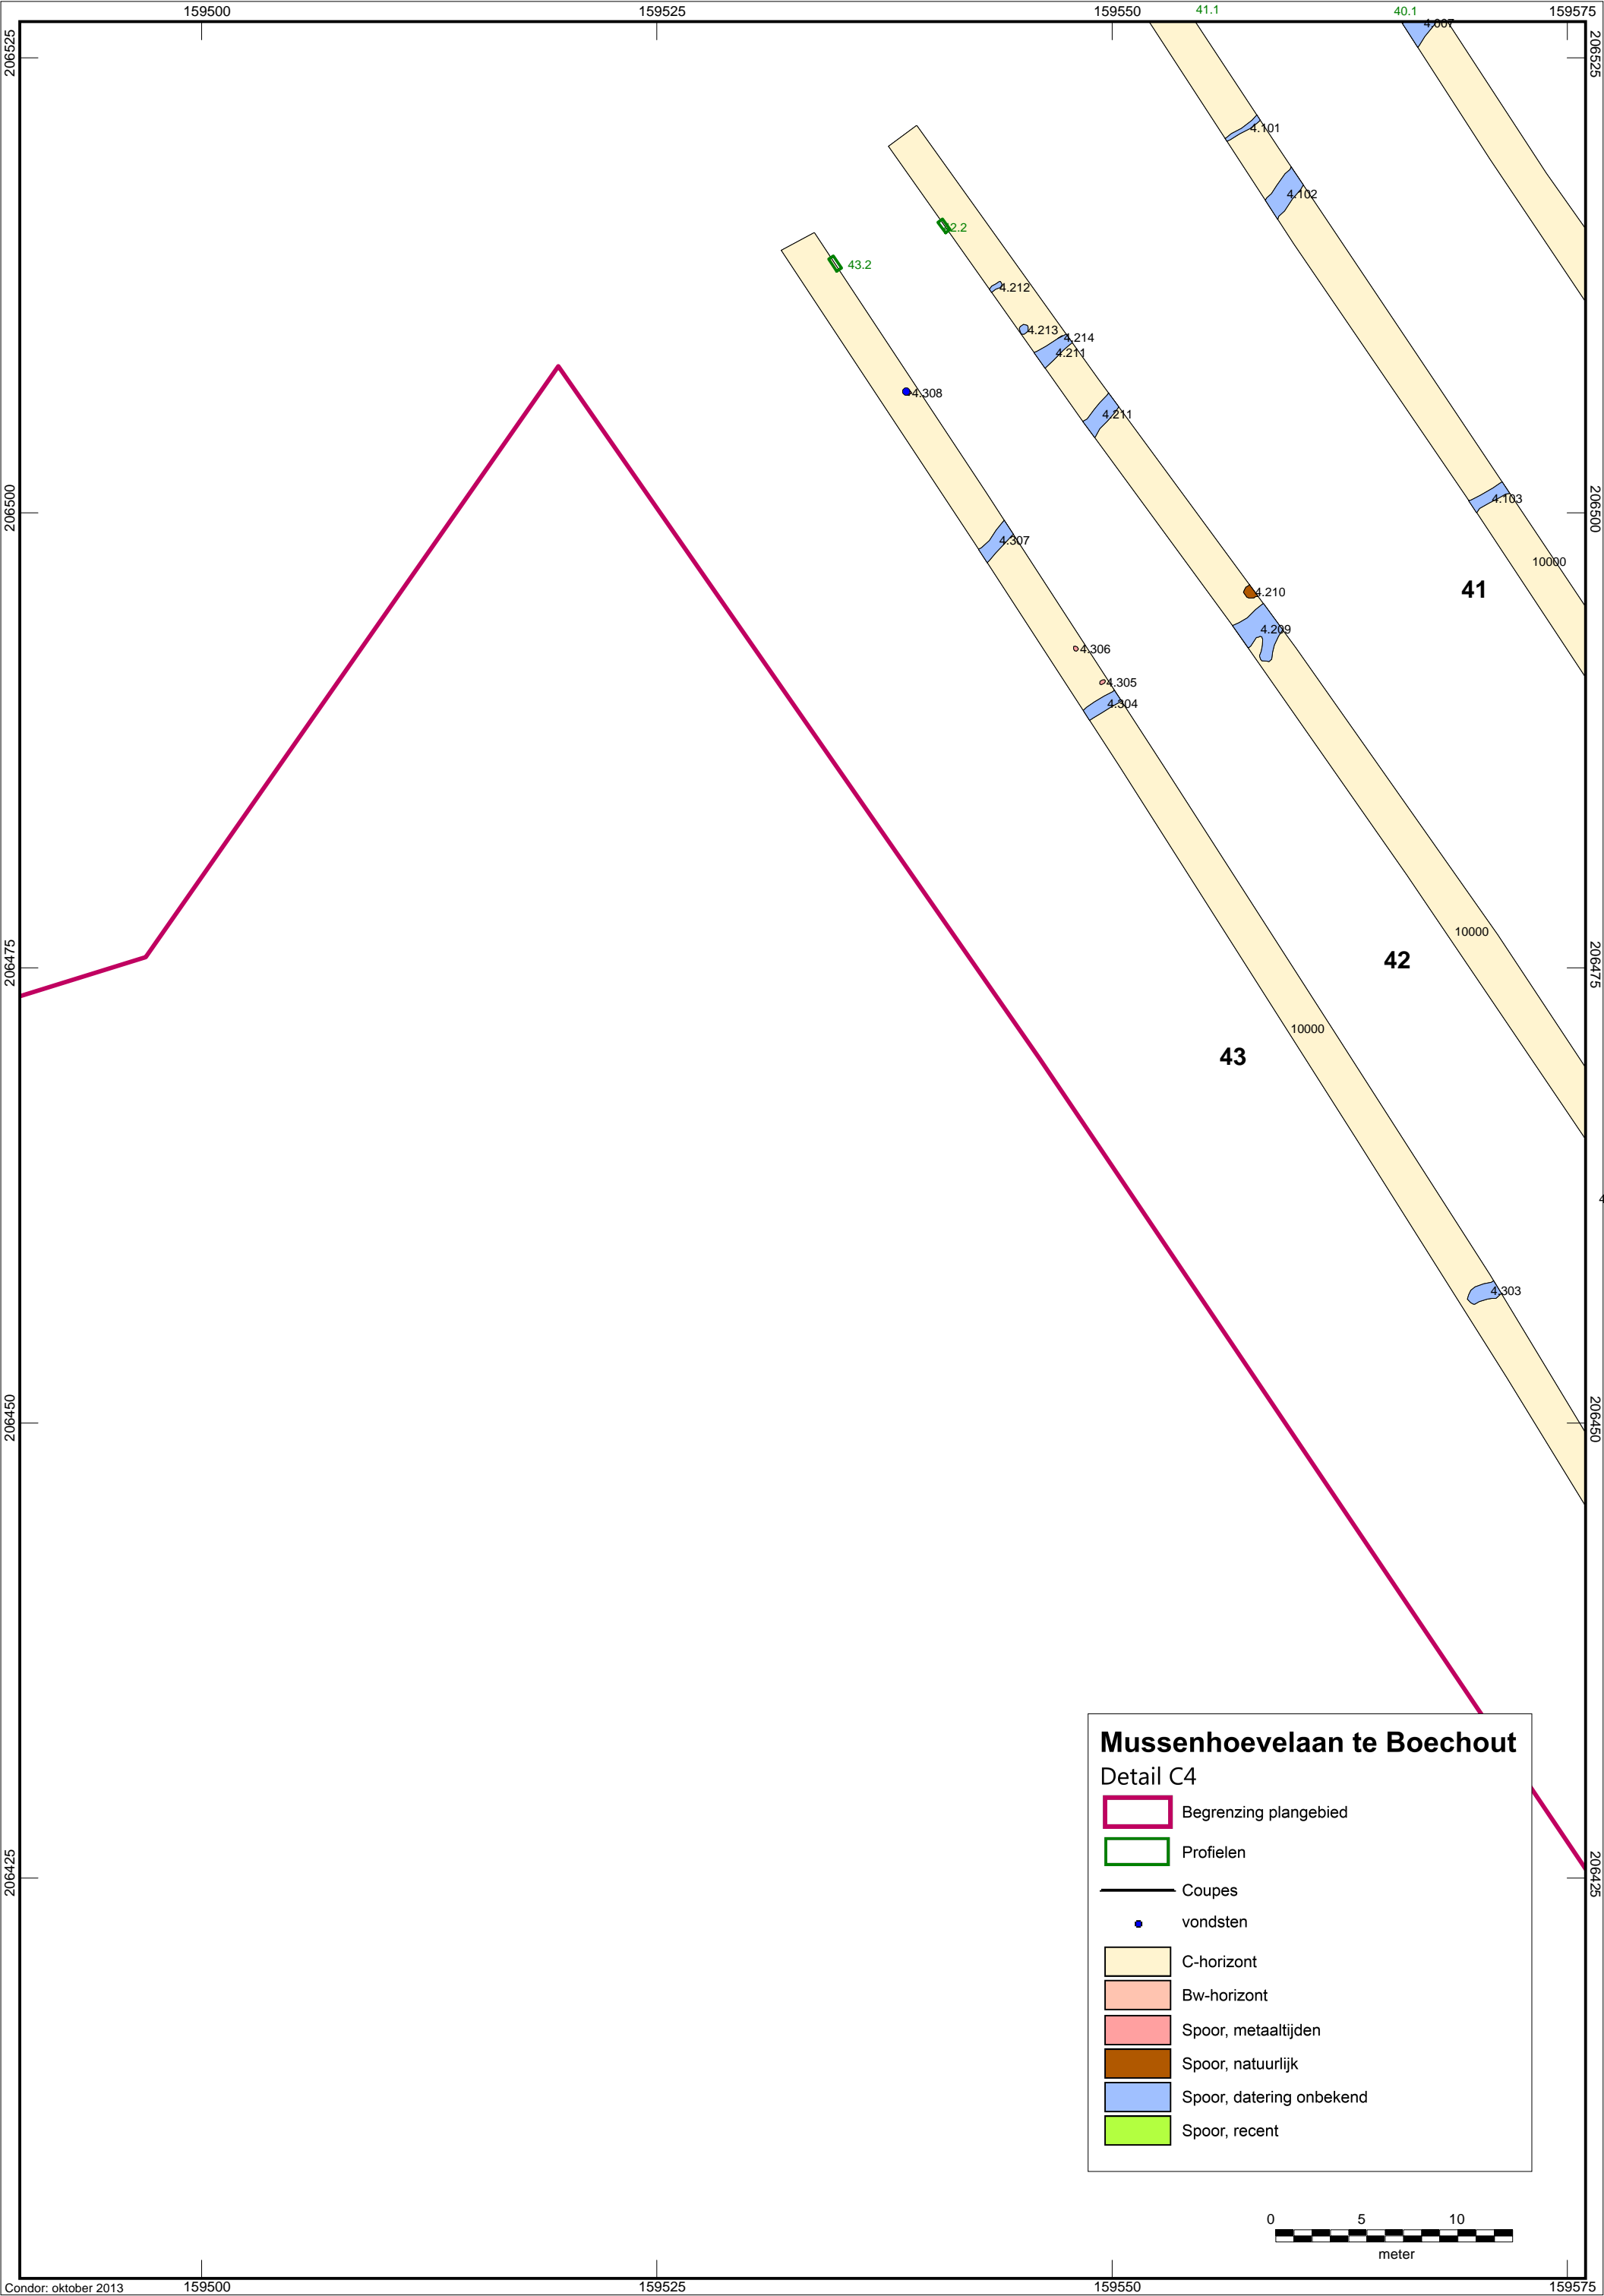 159500 159525 159550 41.1 40.1 159575
206525 4.007 206525
4.101
4.102
42.2
43.2
4.212
4.213
4.214
4.211
4.308
4.211
206500 4.103 206500
4.307
10000
41
4.210
4.209
4.306
4.305
4.304
10000
206475 42 206475
10000
43
4
4.303
206450 206450
Mussenhoevelaan te Boechout
Detail C4
Begrenzing plangebied
Profielen
206425 206425
Coupes
vondsten
C-horizont
Bw-horizont
Spoor, metaaltijden
Spoor, natuurlijk
Spoor, datering onbekend
Spoor, recent
0 5 10
meter
Condor: oktober 2013
159500 159525 159550 159575